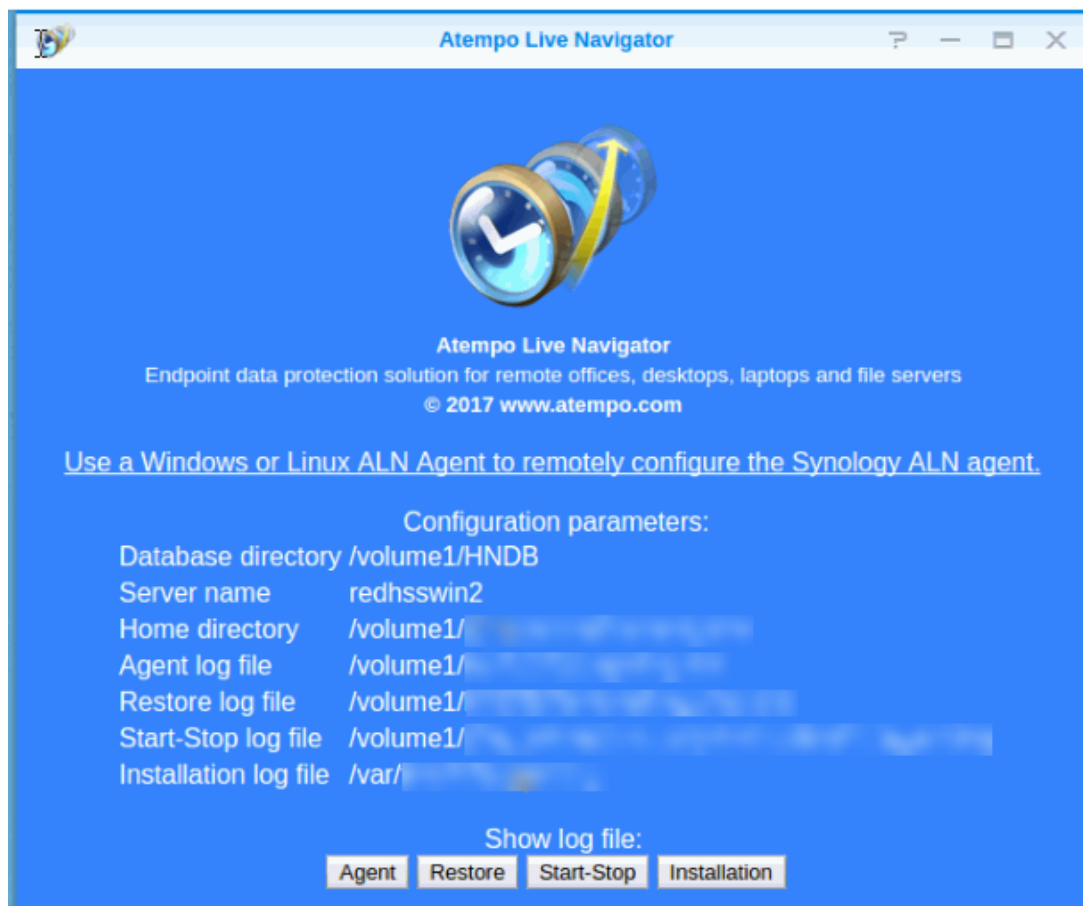 Atempo Live Navigator
Atempo Live Navigator
Endpoint data protection solution for remote offices, desktops, laptops and file servers
© 2017 www.atempo.com
Use a Windows or Linux ALN Agent to remotely configure the Synology ALN agent.
Configuration parameters:
Database directory /volume1/HNDB
Server name redhsswin2
Home directory /volume1/
Agent log file /volume1/
Restore log file /volume1/
Start-Stop log file /volume1/
Installation log file /var/
Show log file:
Agent Restore Start-Stop Installation